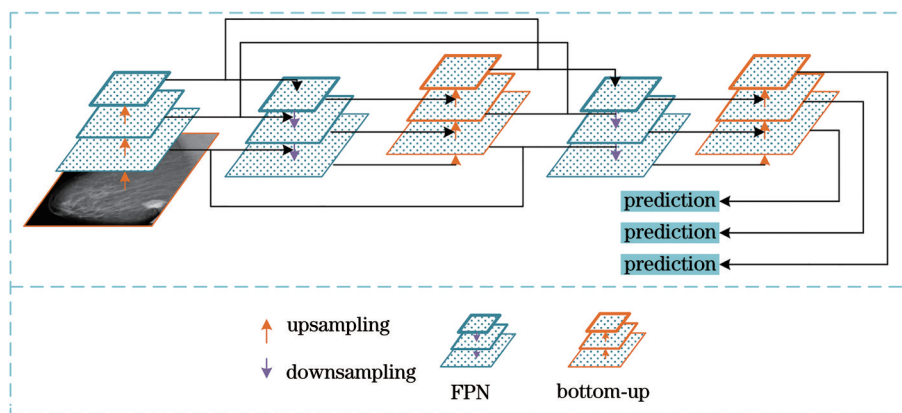 prediction
prediction
prediction
upsampling
downsampling
FPN
bottom-up